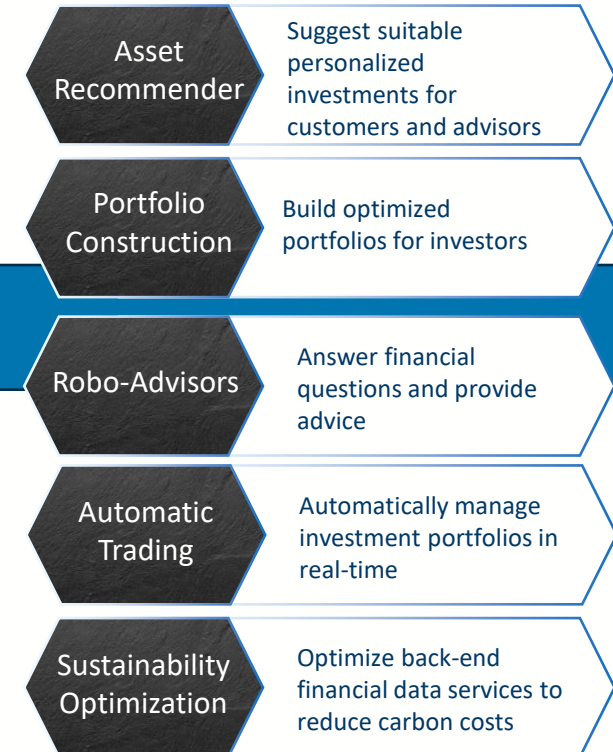 Asset
Recommender
Suggest suitable
personalized
investments for
customers and advisors
Portfolio
Construction
Build optimized
portfolios for investors
Robo-Advisors
Answer financial
questions and provide
advice
Automatic
Trading
Automatically manage
investment portfolios in
real-time
Sustainability
Optimization
Optimize back-end
financial data services to
reduce carbon costs